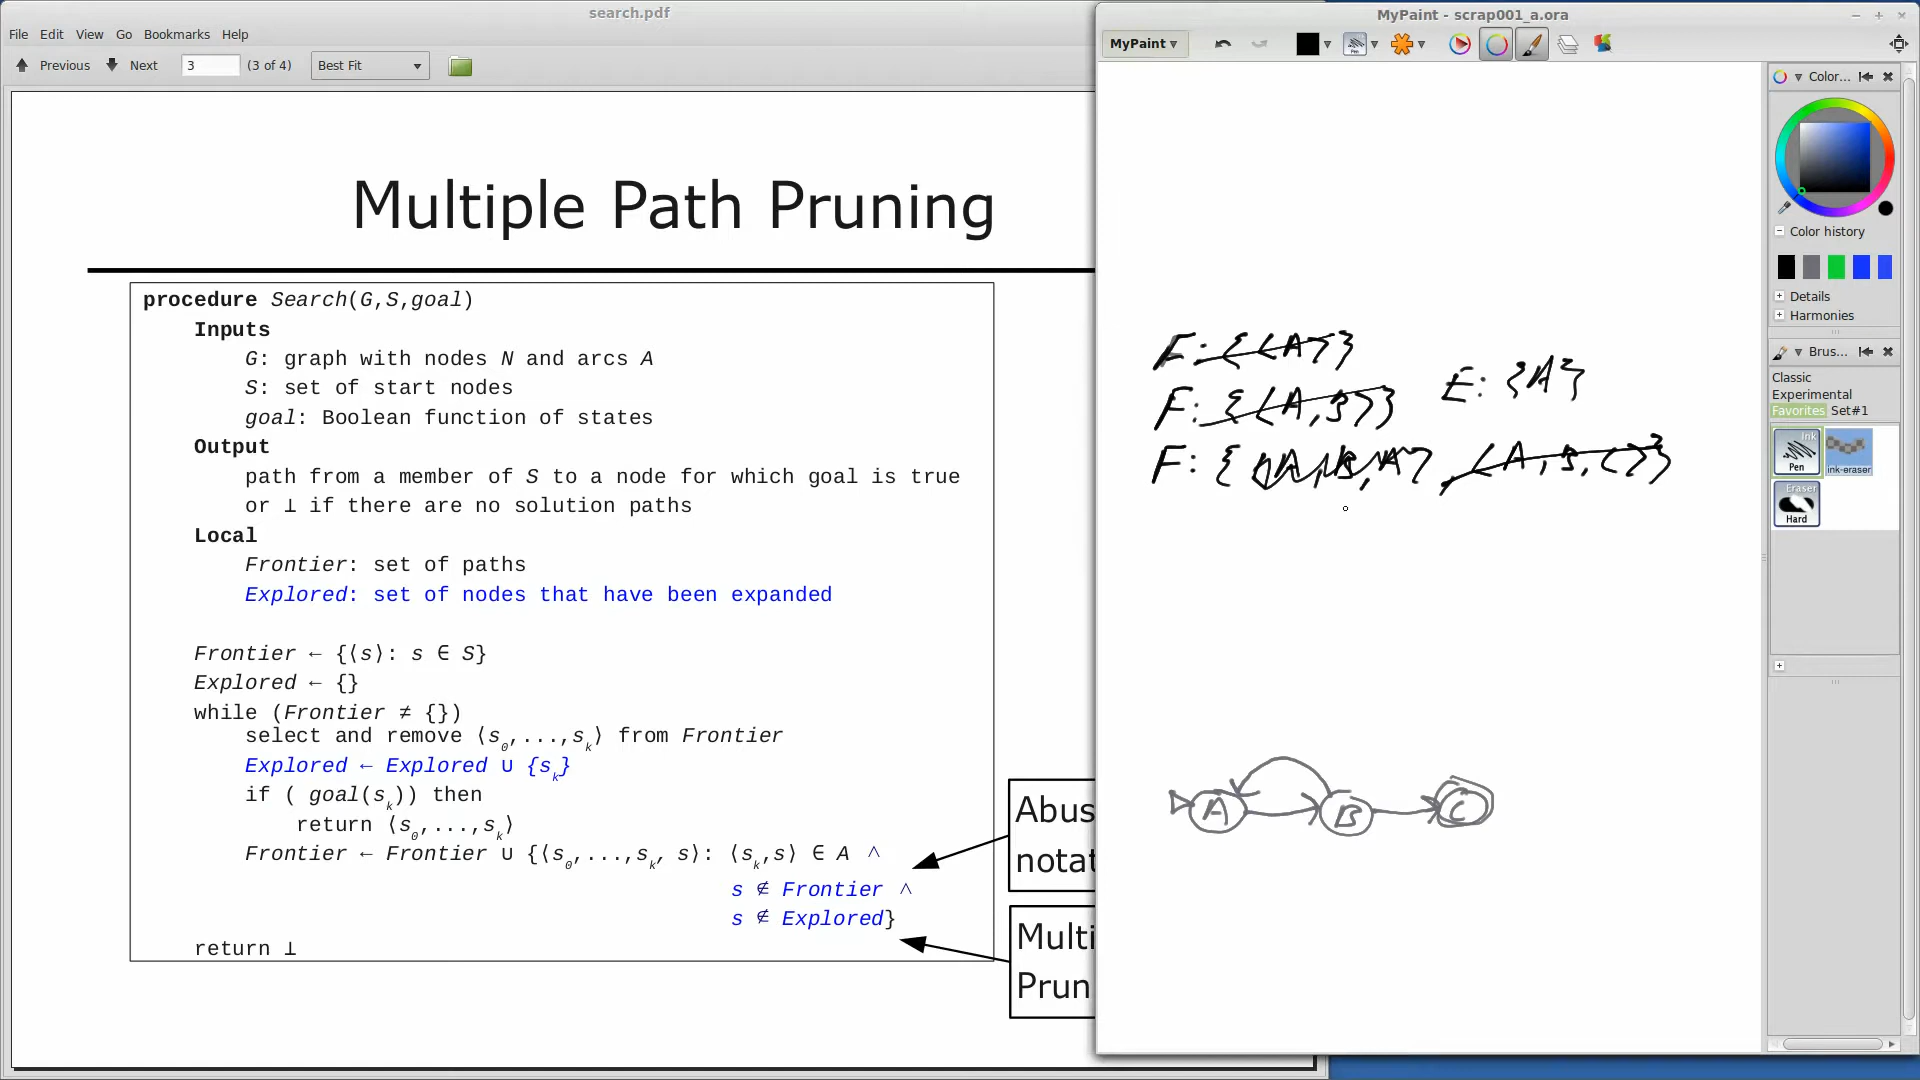 search.pdf
File Edit View Go Bookmarks Help
Previous Next 3 (3 of 4) Best Fit
Multiple Path Pruning
procedure Search(G,S,goal)
Inputs
G: graph with nodes N and arcs A
S: set of start nodes
goal: Boolean function of states
Output
path from a member of S to a node for which goal is true
or ⊥ if there are no solution paths
Local
Frontier: set of paths
Explored: set of nodes that have been expanded
Frontier ← {⟨s⟩: s ∈ S}
Explored ← {}
while (Frontier ≠ {})
select and remove ⟨s0,...,sk⟩ from Frontier
Explored ← Explored ∪ {sk}
if ( goal(sk)) then
return ⟨s0,...,sk⟩
Frontier ← Frontier ∪ {⟨s0,...,sk, s⟩: ⟨sk,s⟩ ∈ A ^
s ∉ Frontier ^
s ∉ Explored}
return ⊥
Abus
notat
Multi
Prun
MyPaint - scrap001_a.ora
MyPaint
Pen
F: {⟨A⟩}
F: {⟨A,B⟩}
E: {A}
F: {⟨A,B,A⟩, ⟨A,B,C⟩}
A B C
Color...
Color history
Details
Harmonies
Brus...
Classic
Experimental
Favorites Set#1
Ink
Pen
ink-eraser
Eraser
Hard